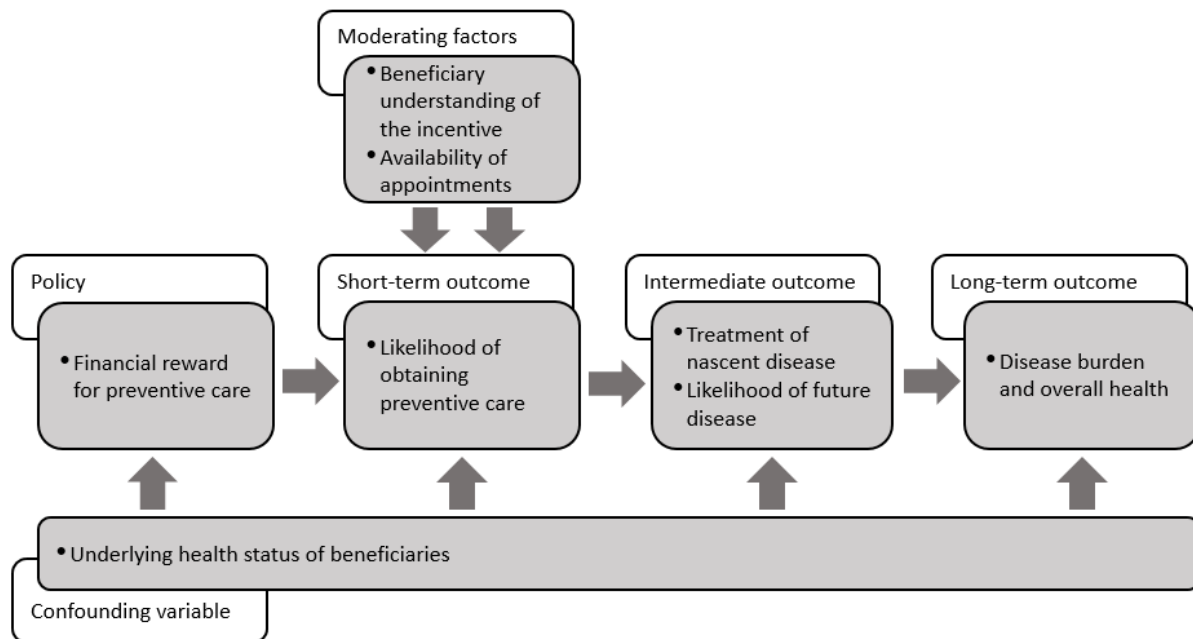 Moderating factors
• Beneficiary
understanding of
the incentive
• Availability of
appointments
Policy
• Financial reward
for preventive care
Short-term outcome
• Likelihood of
obtaining
preventive care
Intermediate outcome
• Treatment of
nascent disease
• Likelihood of future
disease
Long-term outcome
• Disease burden
and overall health
• Underlying health status of beneficiaries
Confounding variable